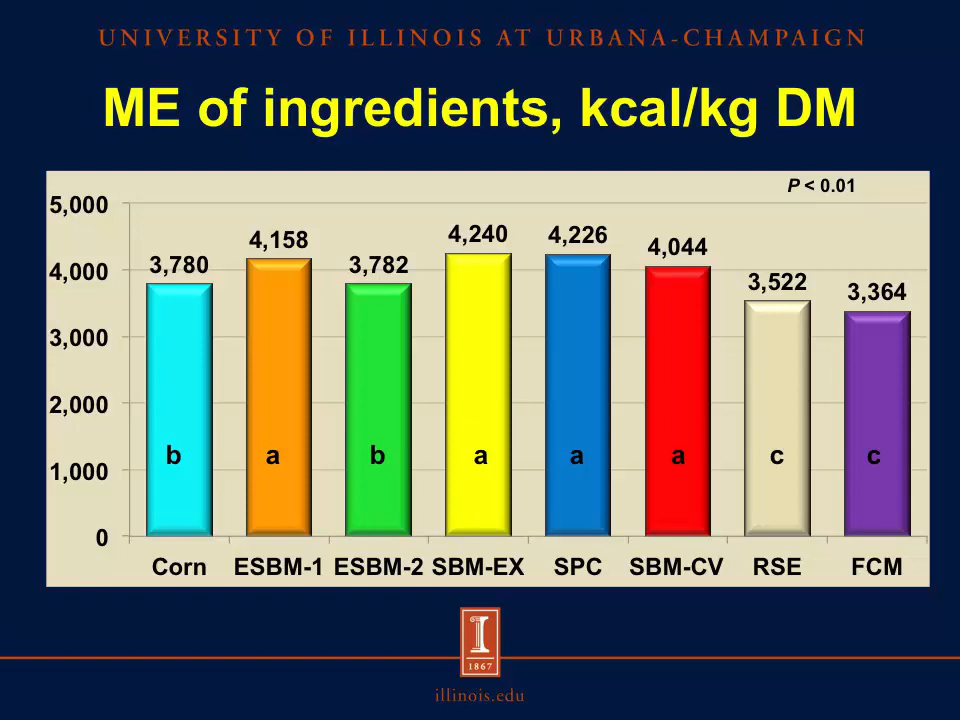 UNIVERSITY OF ILLINOIS AT URBANA-CHAMPAIGN
ME of ingredients, kcal/kg DM
P < 0.01
5,000
4,000
3,000
2,000
1,000
0
3,780
4,158
3,782
4,240
4,226
4,044
3,522
3,364
b a b a a a c c
Corn ESBM-1 ESBM-2 SBM-EX SPC SBM-CV RSE FCM
I
1867
illinois.edu